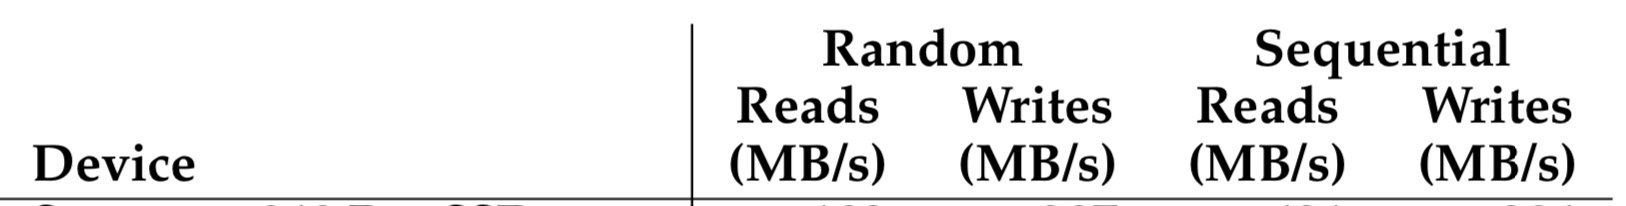 Random Sequential
Reads Writes Reads Writes
Device (MB/s) (MB/s) (MB/s) (MB/s)